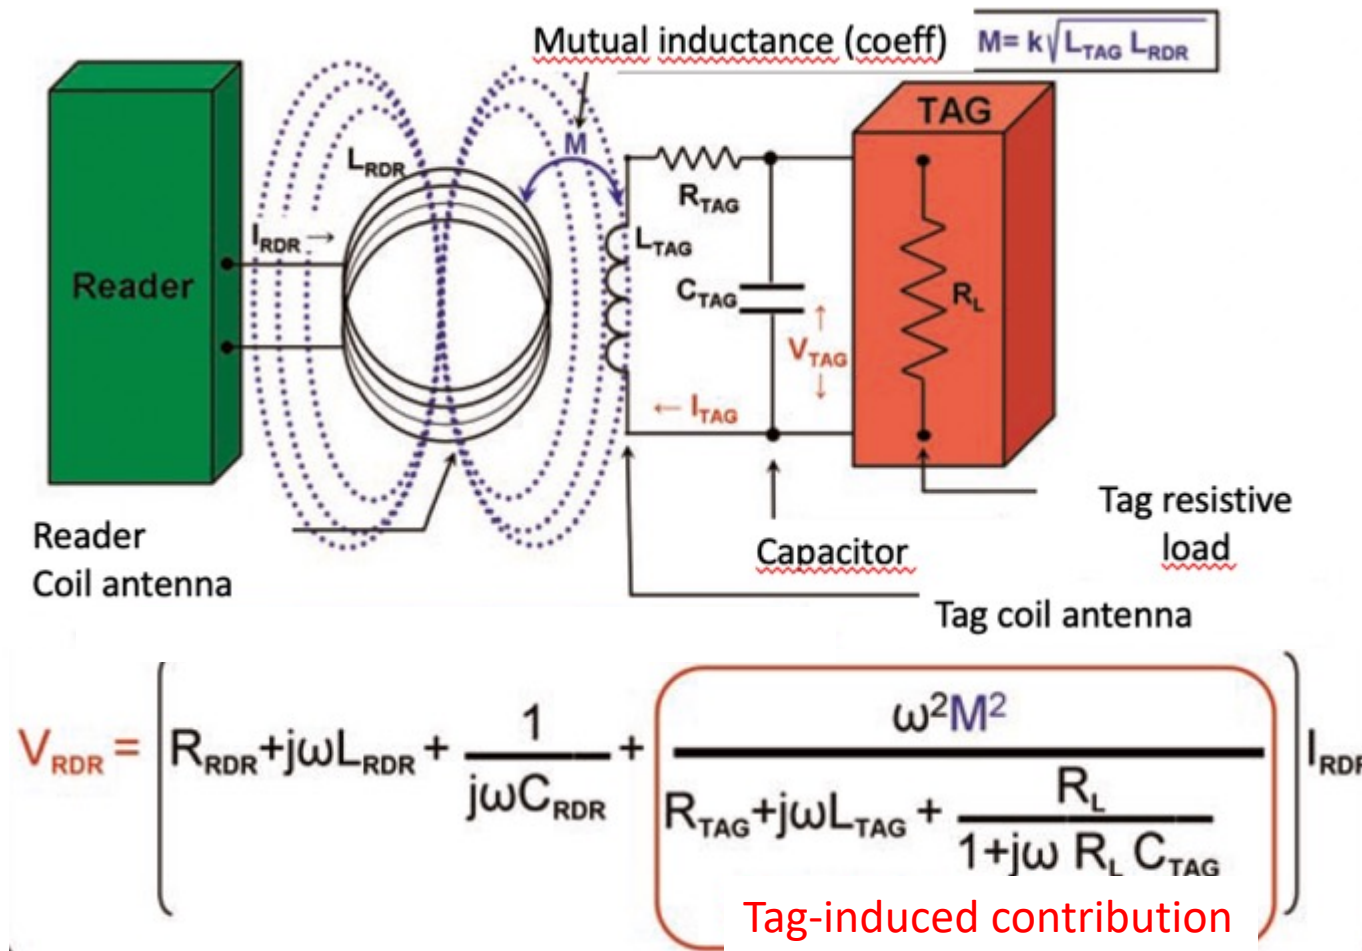 Mutual inductance (coeff)
M= k√L_TAG L_RDR
TAG
M
L_RDR
R_TAG
I_RDR →
L_TAG
Reader
C_TAG
R_L
↑
V_TAG
↓
← I_TAG
Reader
Coil antenna
Capacitor
Tag resistive
load
Tag coil antenna
V_RDR = ( R_RDR+jωL_RDR + 1/jωC_RDR + ω²M²/(R_TAG+jωL_TAG + R_L/(1+jω R_L C_TAG)) ) I_RDR
Tag-induced contribution